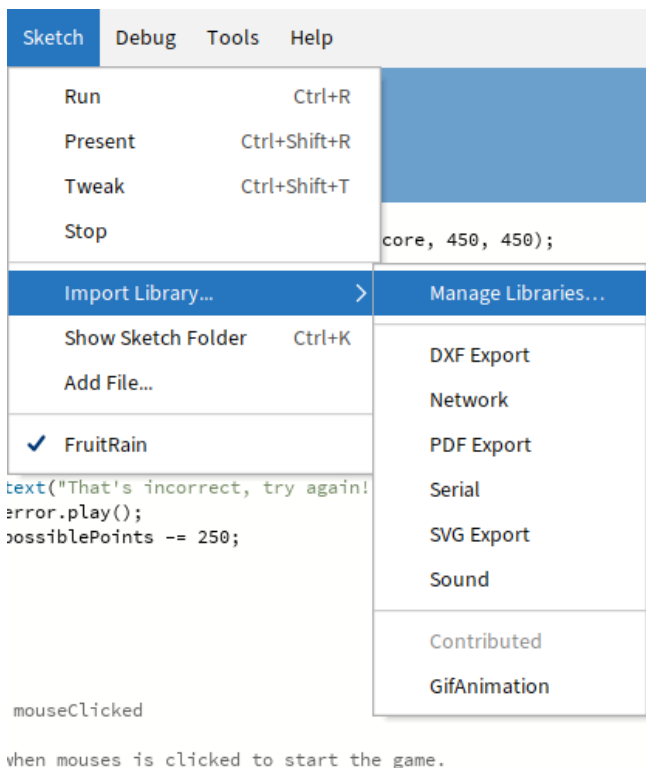 Sketch Debug Tools Help
Run Ctrl+R
Present Ctrl+Shift+R
Tweak Ctrl+Shift+T
Stop
core, 450, 450);
Import Library...
Manage Libraries…
Show Sketch Folder Ctrl+K
DXF Export
Add File...
Network
FruitRain
PDF Export
text("That's incorrect, try again!
Serial
error.play();
possiblePoints -= 250;
SVG Export
Sound
Contributed
GifAnimation
mouseClicked
when mouses is clicked to start the game.